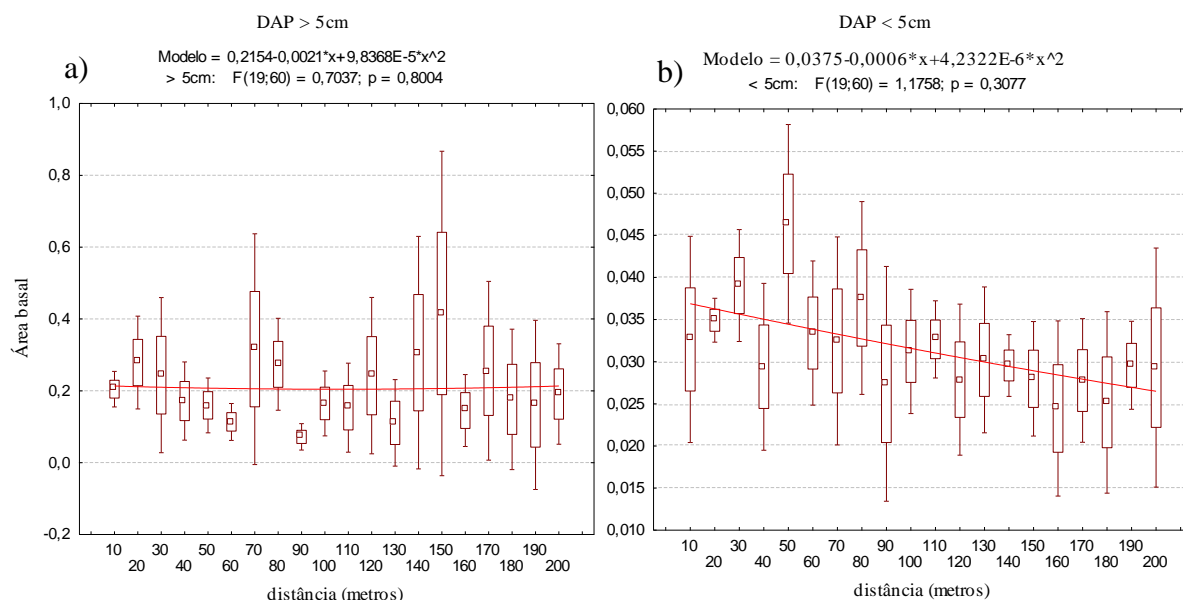 DAP > 5cm
a)
Modelo = 0,2154-0,0021*x+9,8368E-5*x^2
> 5cm: F(19;60) = 0,7037; p = 0,8004
Área basal
1,0
0,8
0,6
0,4
0,2
0,0
-0,2
10 30 50 70 90 110 130 150 170 190
20 40 60 80 100 120 140 160 180 200
distância (metros)
DAP < 5cm
b)
Modelo = 0,0375-0,0006*x+4,2322E-6*x^2
< 5cm: F(19;60) = 1,1758; p = 0,3077
0,060
0,055
0,050
0,045
0,040
0,035
0,030
0,025
0,020
0,015
0,010
10 30 50 70 90 110 130 150 170 190
20 40 60 80 100 120 140 160 180 200
distância (metros)